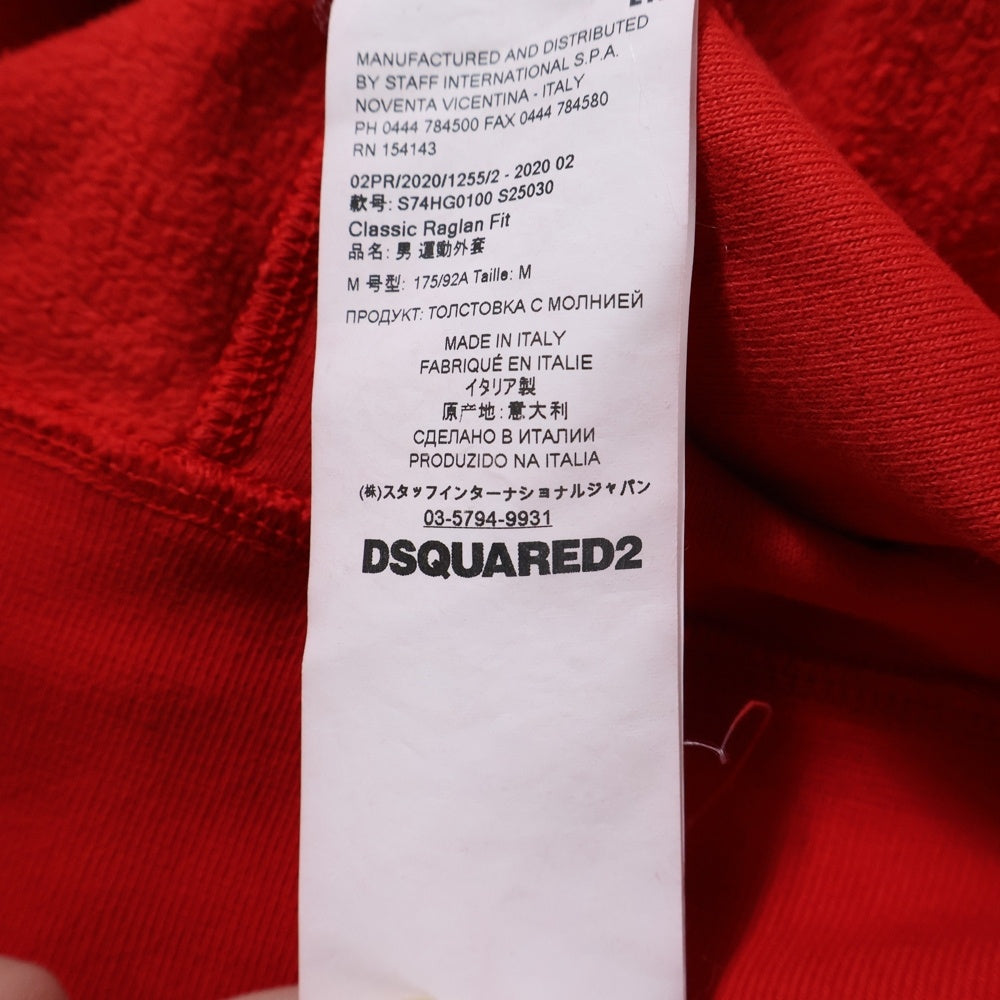 MANUFACTURED AND DISTRIBUTED
BY STAFF INTERNATIONAL S.P.A.
NOVENTA VICENTINA - ITALY
PH 0444 784500 FAX 0444 784580
RN 154143
02PR/2020/1255/2 - 2020 02
款号: S74HG0100 S25030
Classic Raglan Fit
品名: 男 運動外套
M 号型: 175/92A Taille: M
ПРОДУКТ: ТОЛСТОВКА С МОЛНИЕЙ
MADE IN ITALY
FABRIQUÉ EN ITALIE
イタリア製
原产地: 意大利
СДЕЛАНО В ИТАЛИИ
PRODUZIDO NA ITALIA
(株)スタッフインターナショナルジャパン
03-5794-9931
DSQUARED2